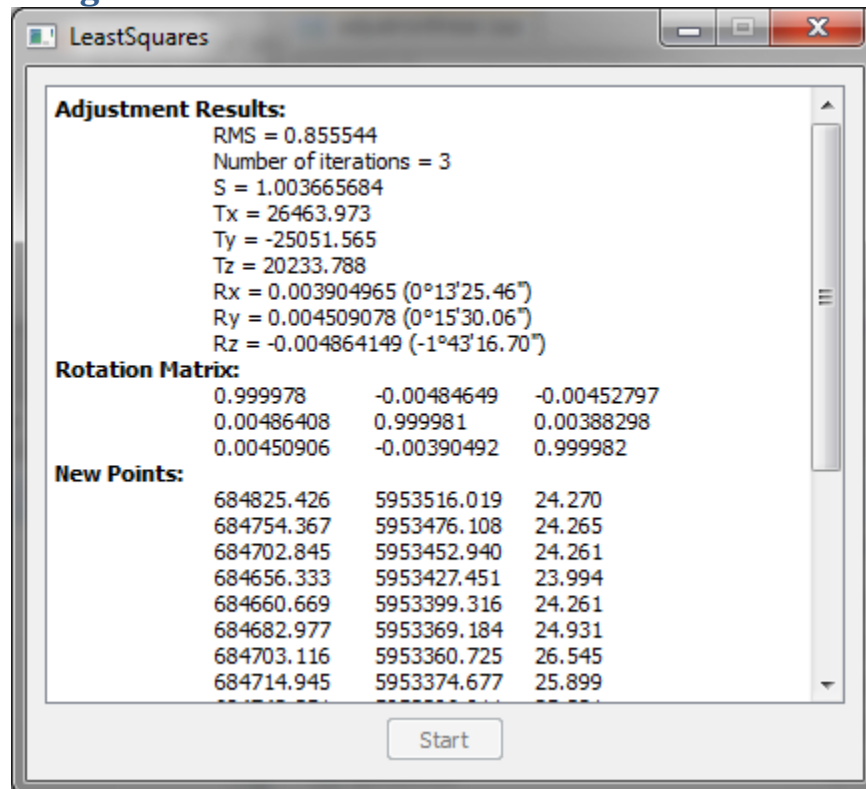 LeastSquares
Adjustment Results:
RMS = 0.855544
Number of iterations = 3
S = 1.003665684
Tx = 26463.973
Ty = -25051.565
Tz = 20233.788
Rx = 0.003904965 (0°13'25.46")
Ry = 0.004509078 (0°15'30.06")
Rz = -0.004864149 (-1°43'16.70")
Rotation Matrix:
0.999978 -0.00484649 -0.00452797
0.00486408 0.999981 0.00388298
0.00450906 -0.00390492 0.999982
New Points:
684825.426 5953516.019 24.270
684754.367 5953476.108 24.265
684702.845 5953452.940 24.261
684656.333 5953427.451 23.994
684660.669 5953399.316 24.261
684682.977 5953369.184 24.931
684703.116 5953360.725 26.545
684714.945 5953374.677 25.899
Start